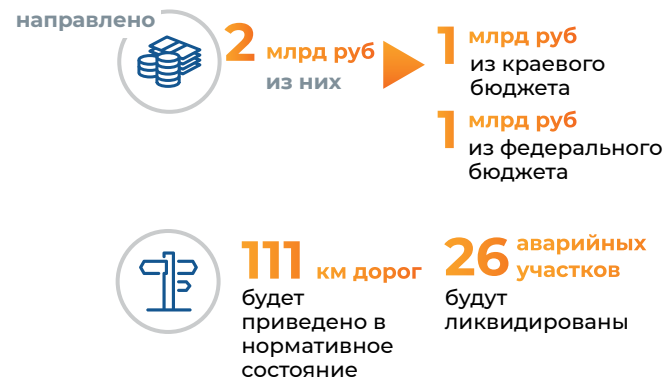 направлено
2 млрд руб
из них
1 млрд руб
из краевого
бюджета
1 млрд руб
из федерального
бюджета
111 км дорог
будет
приведено в
нормативное
состояние
26 аварийных
участков
будут
ликвидированы